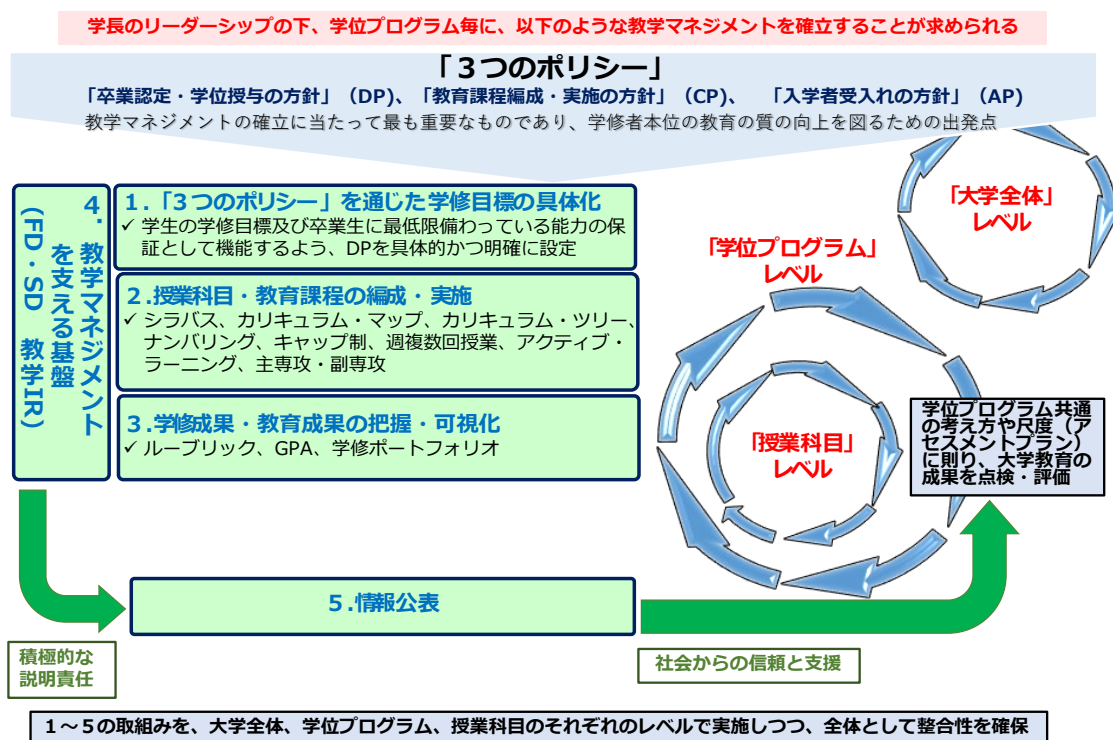 学長のリーダーシップの下、学位プログラム毎に、以下のような教学マネジメントを確立することが求められる
「３つのポリシー」
「卒業認定・学位授与の方針」（DP)、「教育課程編成・実施の方針」（CP）、　「入学者受入れの方針」（AP)
教学マネジメントの確立に当たって最も重要なものであり、学修者本位の教育の質の向上を図るための出発点
４．教学マネジメント
を支える基盤
(FD・SD　教学IR)
１.「３つのポリシー」を通じた学修目標の具体化
✓ 学生の学修目標及び卒業生に最低限備わっている能力の保
証として機能するよう、DPを具体的かつ明確に設定
２.授業科目・教育課程の編成・実施
✓ シラバス、カリキュラム・マップ、カリキュラム・ツリー、
ナンバリング、キャップ制、週複数回授業、アクティブ・
ラーニング、主専攻・副専攻
３.学修成果・教育成果の把握・可視化
✓ ルーブリック、GPA、学修ポートフォリオ
「大学全体」
レベル
「学位プログラム」
レベル
「授業科目」
レベル
学位プログラム共通
の考え方や尺度（ア
セスメントプラン）
に則り、大学教育の
成果を点検・評価
５.情報公表
積極的な
説明責任
社会からの信頼と支援
１～５の取組みを、大学全体、学位プログラム、授業科目のそれぞれのレベルで実施しつつ、全体として整合性を確保